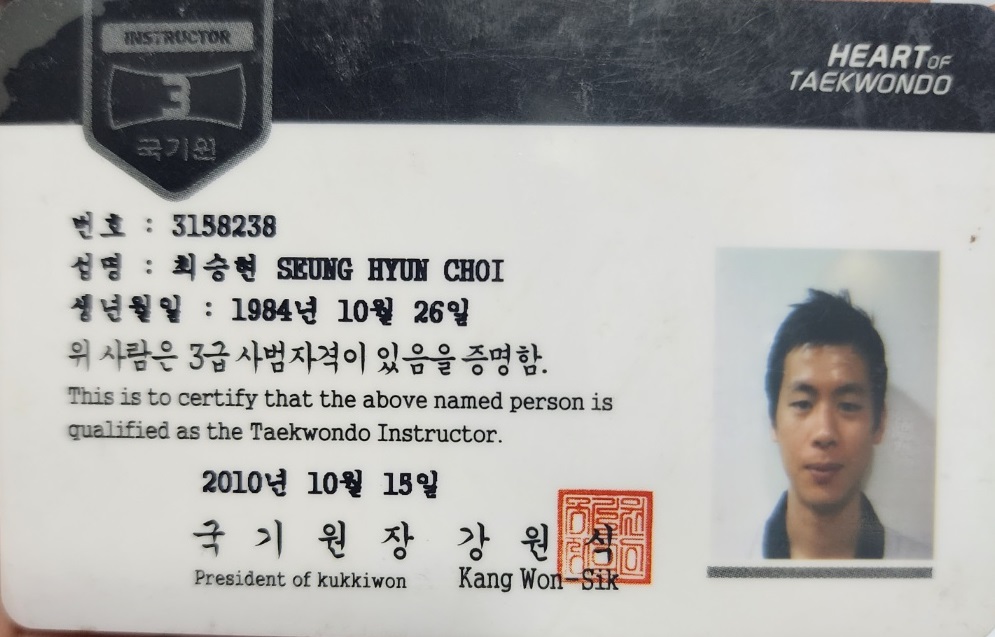 INSTRUCTOR
3
국기원
HEART OF
TAEKWONDO
번호 : 3158238
성명 : 최승현 SEUNG HYUN CHOI
생년월일 : 1984년 10월 26일
위 사람은 3급 사범자격이 있음을 증명함.
This is to certify that the above named person is
qualified as the Taekwondo Instructor.
2010년 10월 15일
국 기 원 장 강 원 식
President of kukkiwon Kang Won-Sik